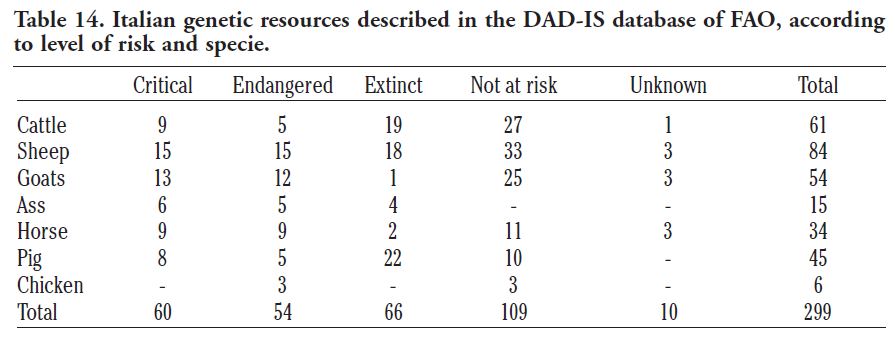 Table 14. Italian genetic resources described in the DAD-IS database of FAO, according
to level of risk and specie.
Critical Endangered Extinct Not at risk Unknown Total
Cattle 9 5 19 27 1 61
Sheep 15 15 18 33 3 84
Goats 13 12 1 25 3 54
Ass 6 5 4 - - 15
Horse 9 9 2 11 3 34
Pig 8 5 22 10 - 45
Chicken - 3 - 3 - 6
Total 60 54 66 109 10 299